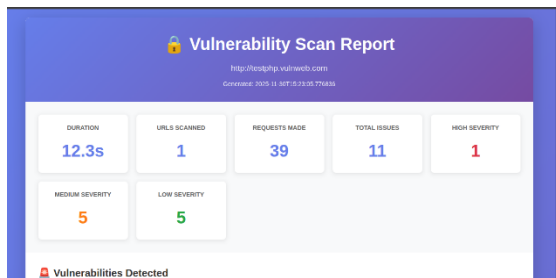 🔒 Vulnerability Scan Report
http://testphp.vulnweb.com
Generated:
DURATION
12.3s
URLS SCANNED
1
REQUESTS MADE
39
TOTAL ISSUES
11
HIGH SEVERITY
1
MEDIUM SEVERITY
5
LOW SEVERITY
5
🚨 Vulnerabilities Detected